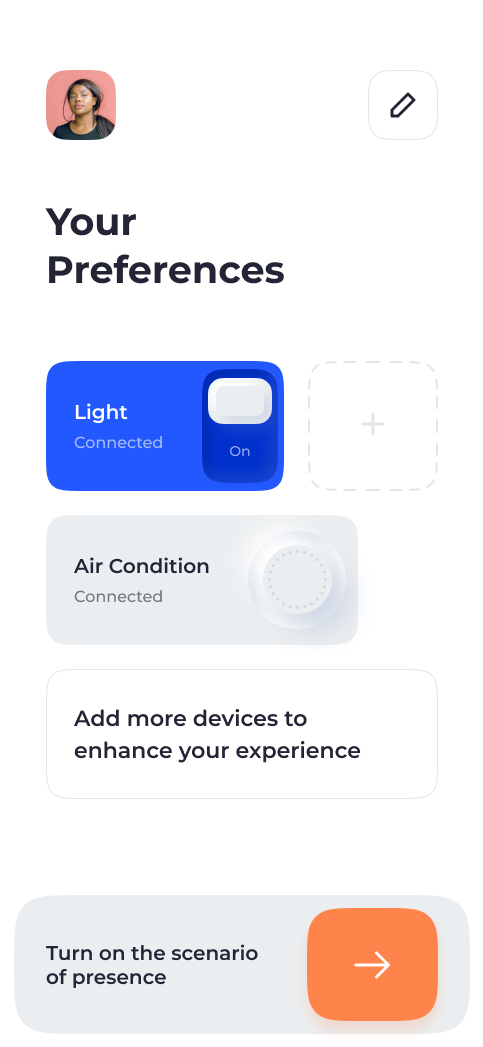 Your
Preferences
Light
Connected
On
Air Condition
Connected
Add more devices to
enhance your experience
Turn on the scenario
of presence